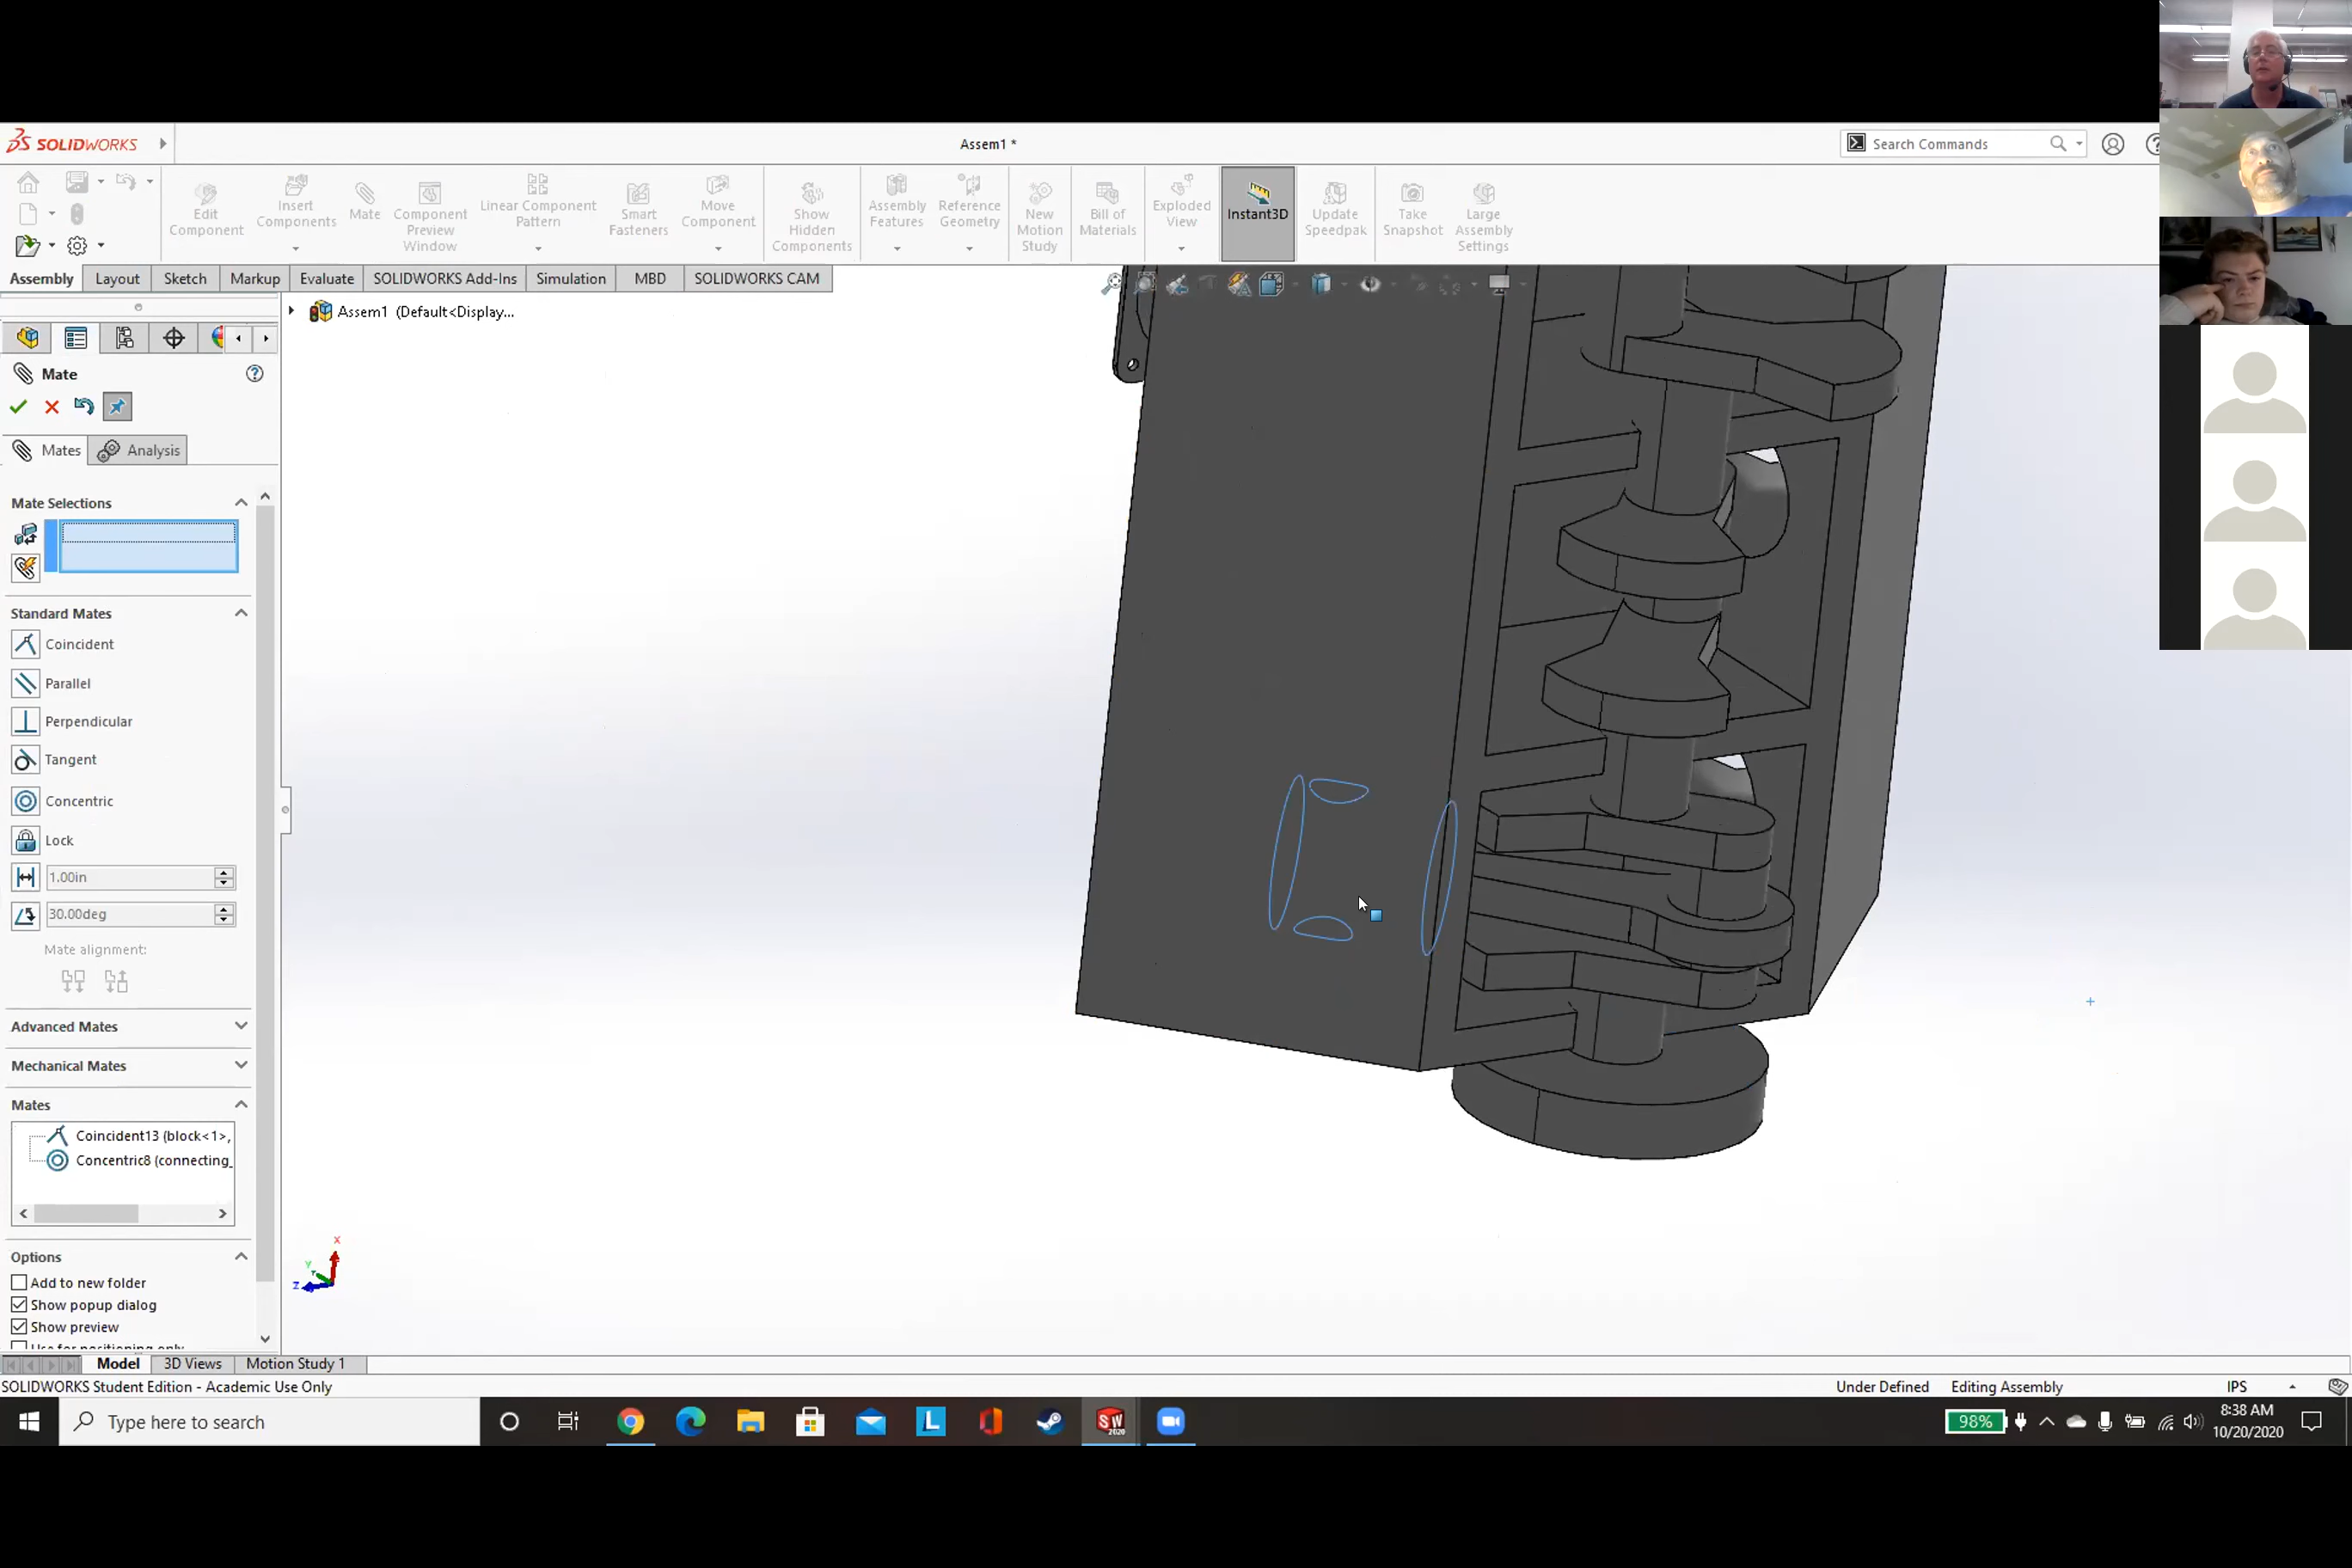 SOLIDWORKS
Assem1 *
Search Commands
Edit Component
Insert Components
Mate
Component Preview Window
Linear Component Pattern
Smart Fasteners
Move Component
Show Hidden Components
Assembly Features
Reference Geometry
New Motion Study
Bill of Materials
Exploded View
Instant3D
Update Speedpak
Take Snapshot
Large Assembly Settings
Assembly
Layout
Sketch
Markup
Evaluate
SOLIDWORKS Add-Ins
Simulation
MBD
SOLIDWORKS CAM
Assem1 (Default<Display...
Mate
Mates
Analysis
Mate Selections
Standard Mates
Coincident
Parallel
Perpendicular
Tangent
Concentric
Lock
1.00in
30.00deg
Mate alignment:
Advanced Mates
Mechanical Mates
Mates
Coincident13 (block<1>,
Concentric8 (connecting_
Options
Add to new folder
Show popup dialog
Show preview
Use for positioning only
X
Y
Z
Model
3D Views
Motion Study 1
SOLIDWORKS Student Edition - Academic Use Only
Under Defined
Editing Assembly
IPS
Type here to search
L
SW
2020
98%
8:38 AM
10/20/2020